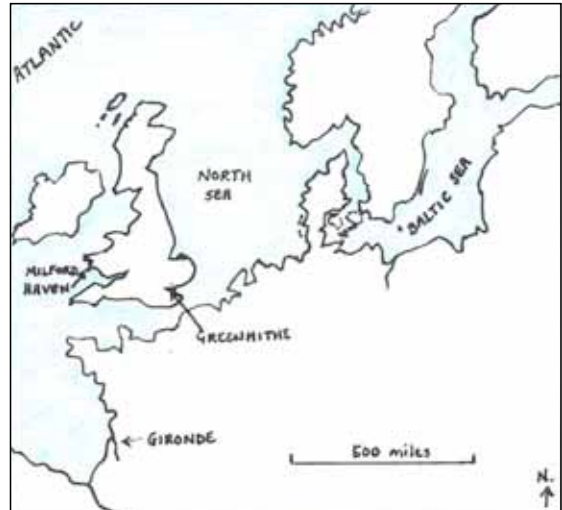 ATLANTIC
NORTH
SEA
BALTIC SEA
MILFORD
HAVEN
GREENHITHE
GIRONDE
500 miles
N.